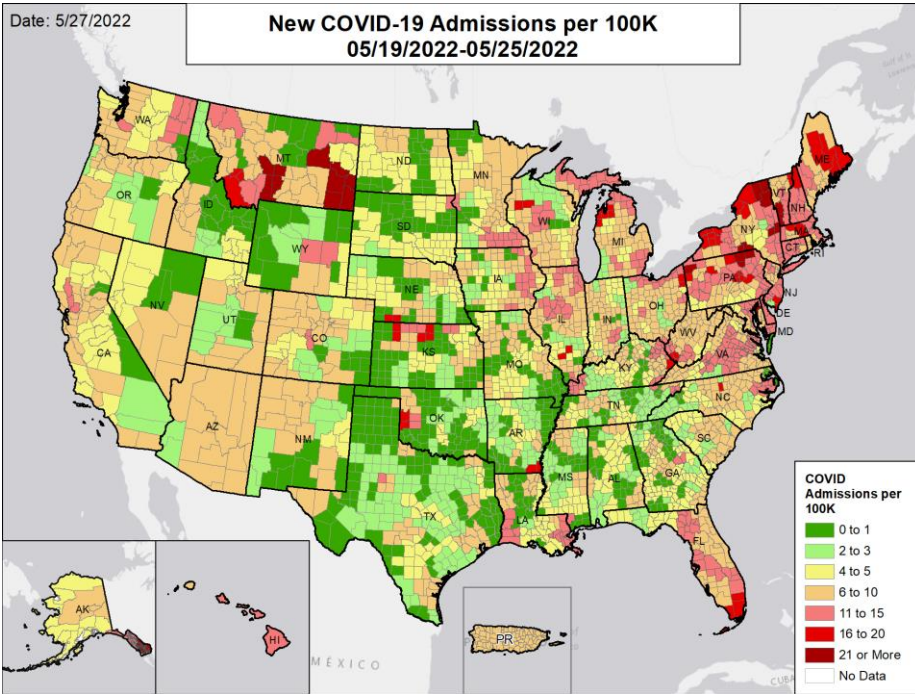 Date: 5/27/2022
New COVID-19 Admissions per 100K
05/19/2022-05/25/2022
WA
MT
ND
MN
ME
VT
NH
OR
ID
SD
WI
MI
NY
MA
CT
RI
WY
IA
PA
NJ
NE
NV
UT
CO
IL
IN
OH
DE
MD
WV
VA
CA
KS
MO
KY
NC
TN
AZ
NM
OK
AR
SC
MS
AL
GA
TX
LA
FL
AK
HI
PR
MÉXICO
CUBA
COVID
Admissions per
100K
0 to 1
2 to 3
4 to 5
6 to 10
11 to 15
16 to 20
21 or More
No Data